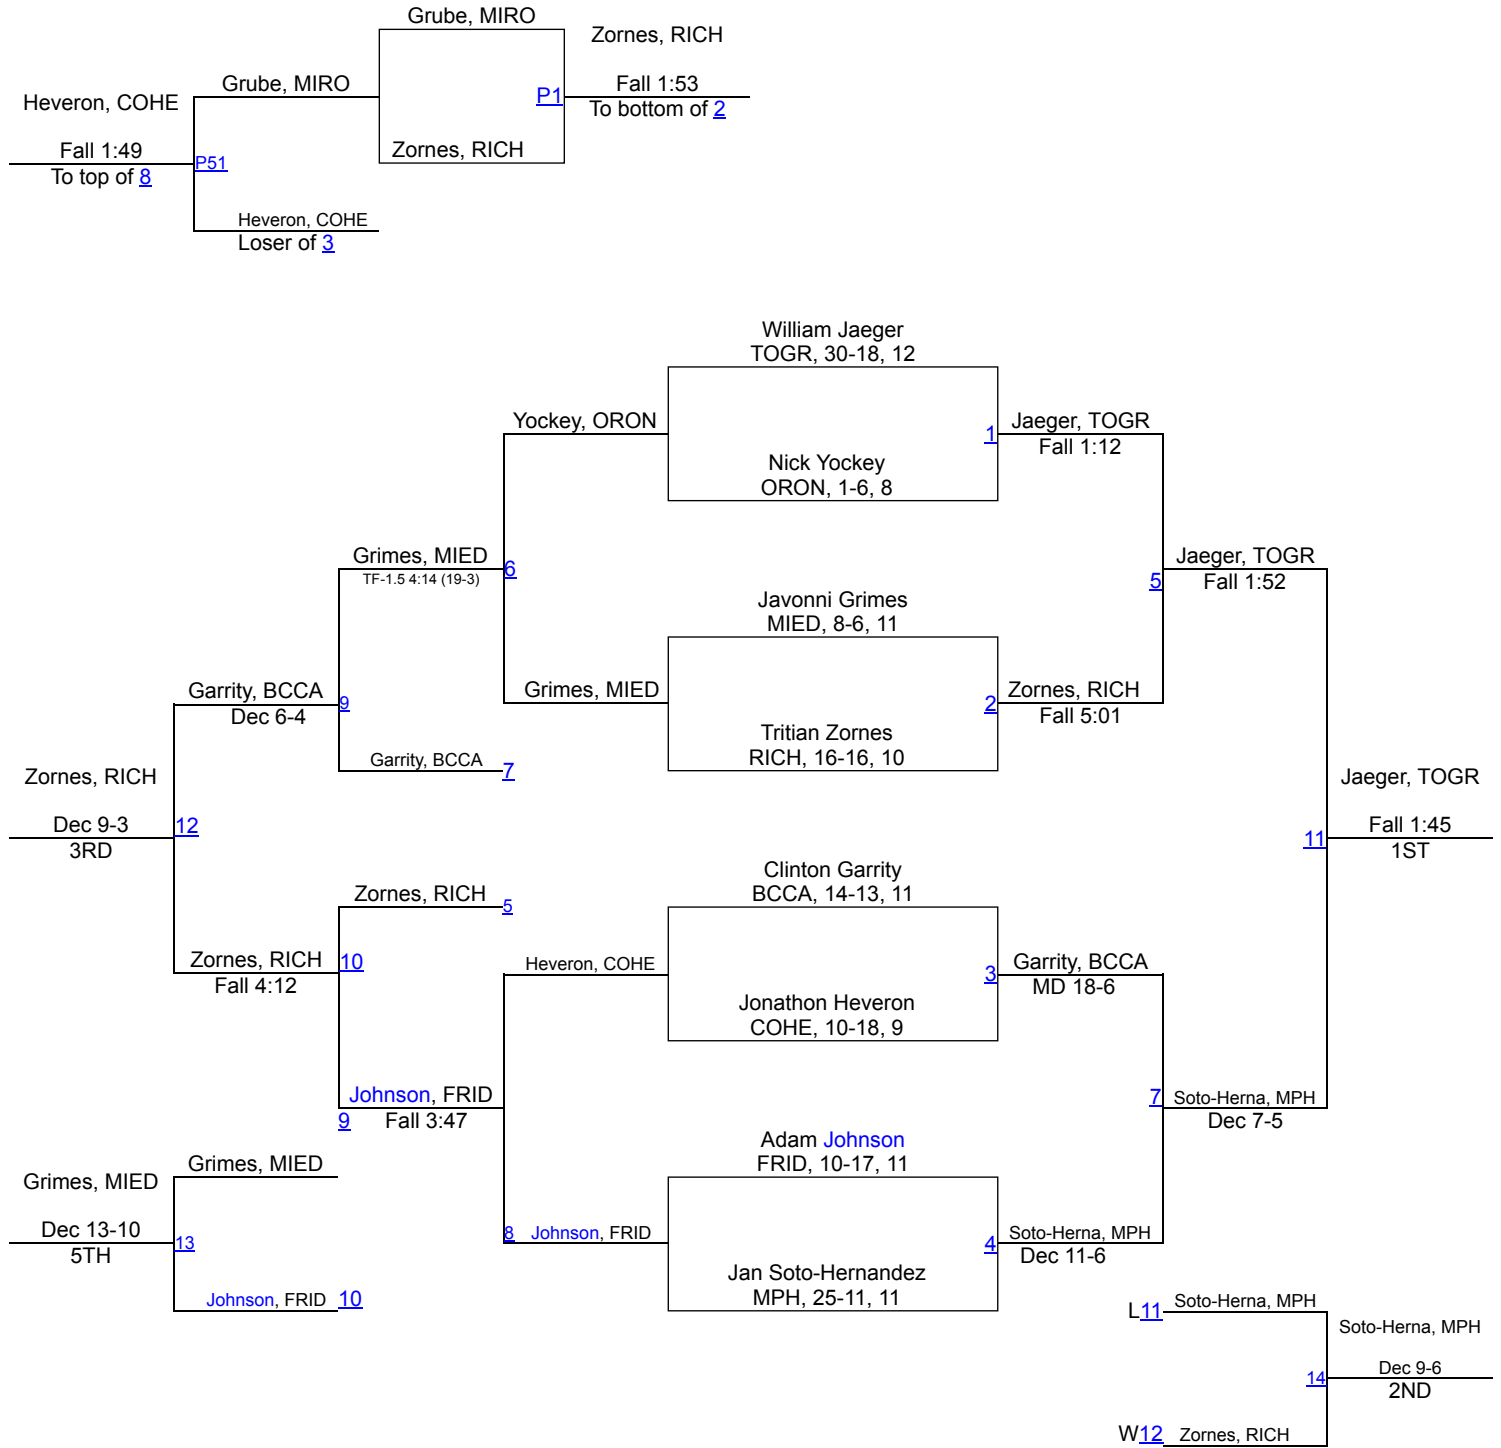 Grube, MIRO
Zornes, RICH
Grube, MIRO
Fall 1:53
Heveron, COHE
P1
To bottom of 2
Fall 1:49
Zornes, RICH
P51
To top of 8
Heveron, COHE
Loser of 3
William Jaeger
TOGR, 30-18, 12
Yockey, ORON
1
Jaeger, TOGR
Fall 1:12
Nick Yockey
ORON, 1-6, 8
Grimes, MIED
TF-1.5 4:14 (19-3)
6
Jaeger, TOGR
5
Fall 1:52
Javonni Grimes
MIED, 8-6, 11
Garrity, BCCA
Dec 6-4
9
Grimes, MIED
2
Zornes, RICH
Fall 5:01
Tritian Zornes
RICH, 16-16, 10
Garrity, BCCA
7
Zornes, RICH
Jaeger, TOGR
Dec 9-3
12
3RD
Fall 1:45
11
1ST
Clinton Garrity
BCCA, 14-13, 11
Zornes, RICH
5
Zornes, RICH
10
Fall 4:12
Heveron, COHE
3
Garrity, BCCA
MD 18-6
Jonathon Heveron
COHE, 10-18, 9
Johnson, FRID
9
Fall 3:47
7
Soto-Herna, MPH
Dec 7-5
Adam Johnson
FRID, 10-17, 11
Grimes, MIED
Grimes, MIED
Dec 13-10
13
5TH
8
Johnson, FRID
4
Soto-Herna, MPH
Dec 11-6
Jan Soto-Hernandez
MPH, 25-11, 11
Johnson, FRID
10
L11
Soto-Herna, MPH
Soto-Herna, MPH
Dec 9-6
14
2ND
W12
Zornes, RICH